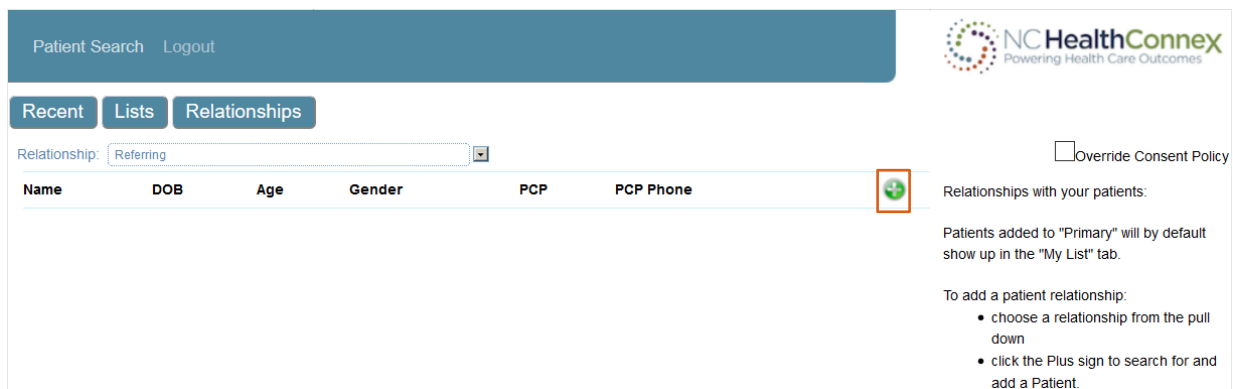 Patient Search Logout
NC HealthConnex
Powering Health Care Outcomes
Recent Lists Relationships
Relationship: Referring
Override Consent Policy
Name DOB Age Gender PCP PCP Phone
Relationships with your patients:
Patients added to "Primary" will by default
show up in the "My List" tab.
To add a patient relationship:
• choose a relationship from the pull
down
• click the Plus sign to search for and
add a Patient.